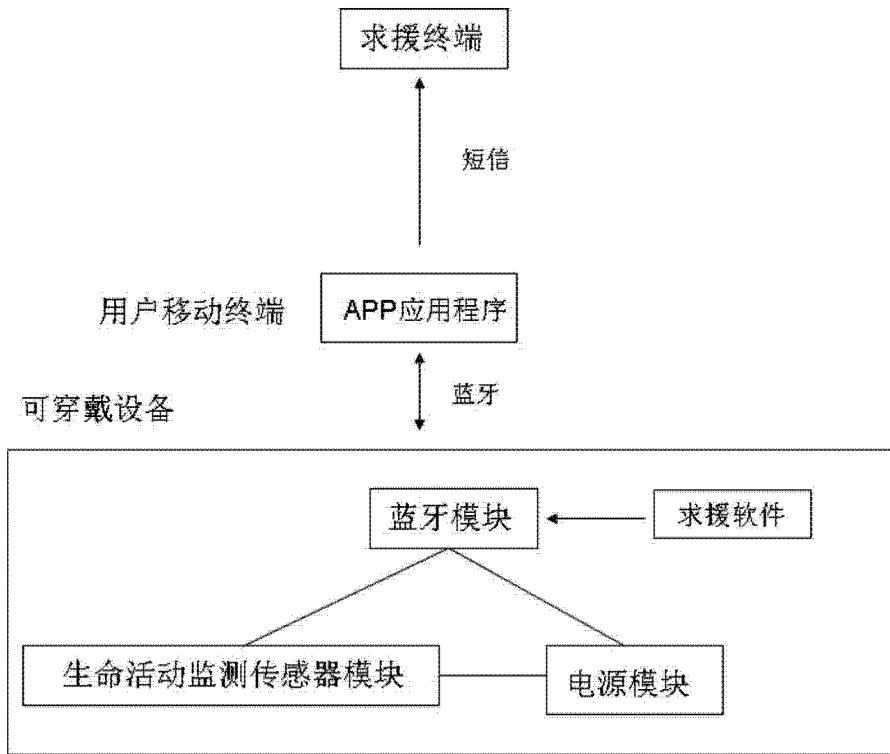 求援终端
短信
用户移动终端
APP应用程序
蓝牙
可穿戴设备
蓝牙模块
求援软件
生命活动监测传感器模块
电源模块